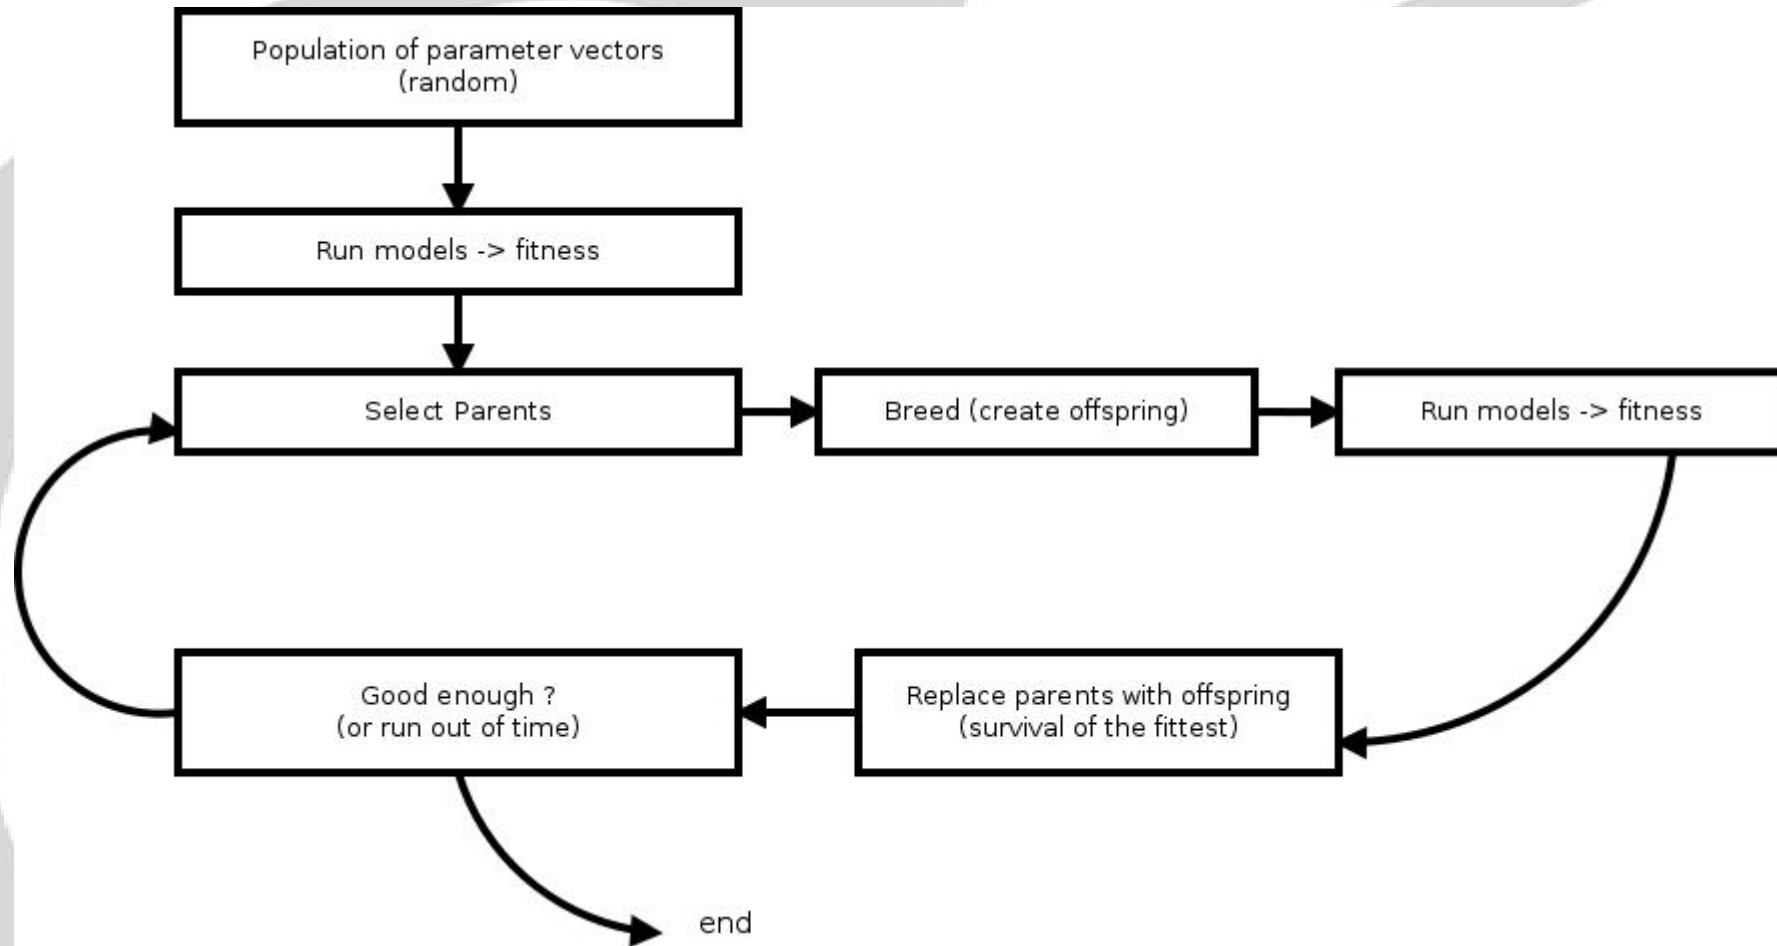 Population of parameter vectors
(random)
Run models -> fitness
Select Parents
Breed (create offspring)
Run models -> fitness
Good enough ?
(or run out of time)
Replace parents with offspring
(survival of the fittest)
end